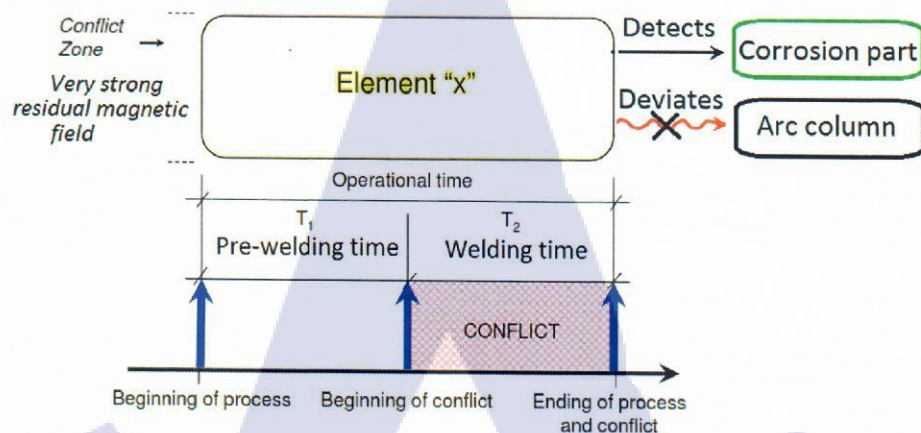 Conflict
Zone
Very strong
residual magnetic
field
Element “x”
Detects
Corrosion part
Deviates
Arc column
Operational time
T1
Pre-welding time
T2
Welding time
CONFLICT
Beginning of process
Beginning of conflict
Ending of process
and conflict